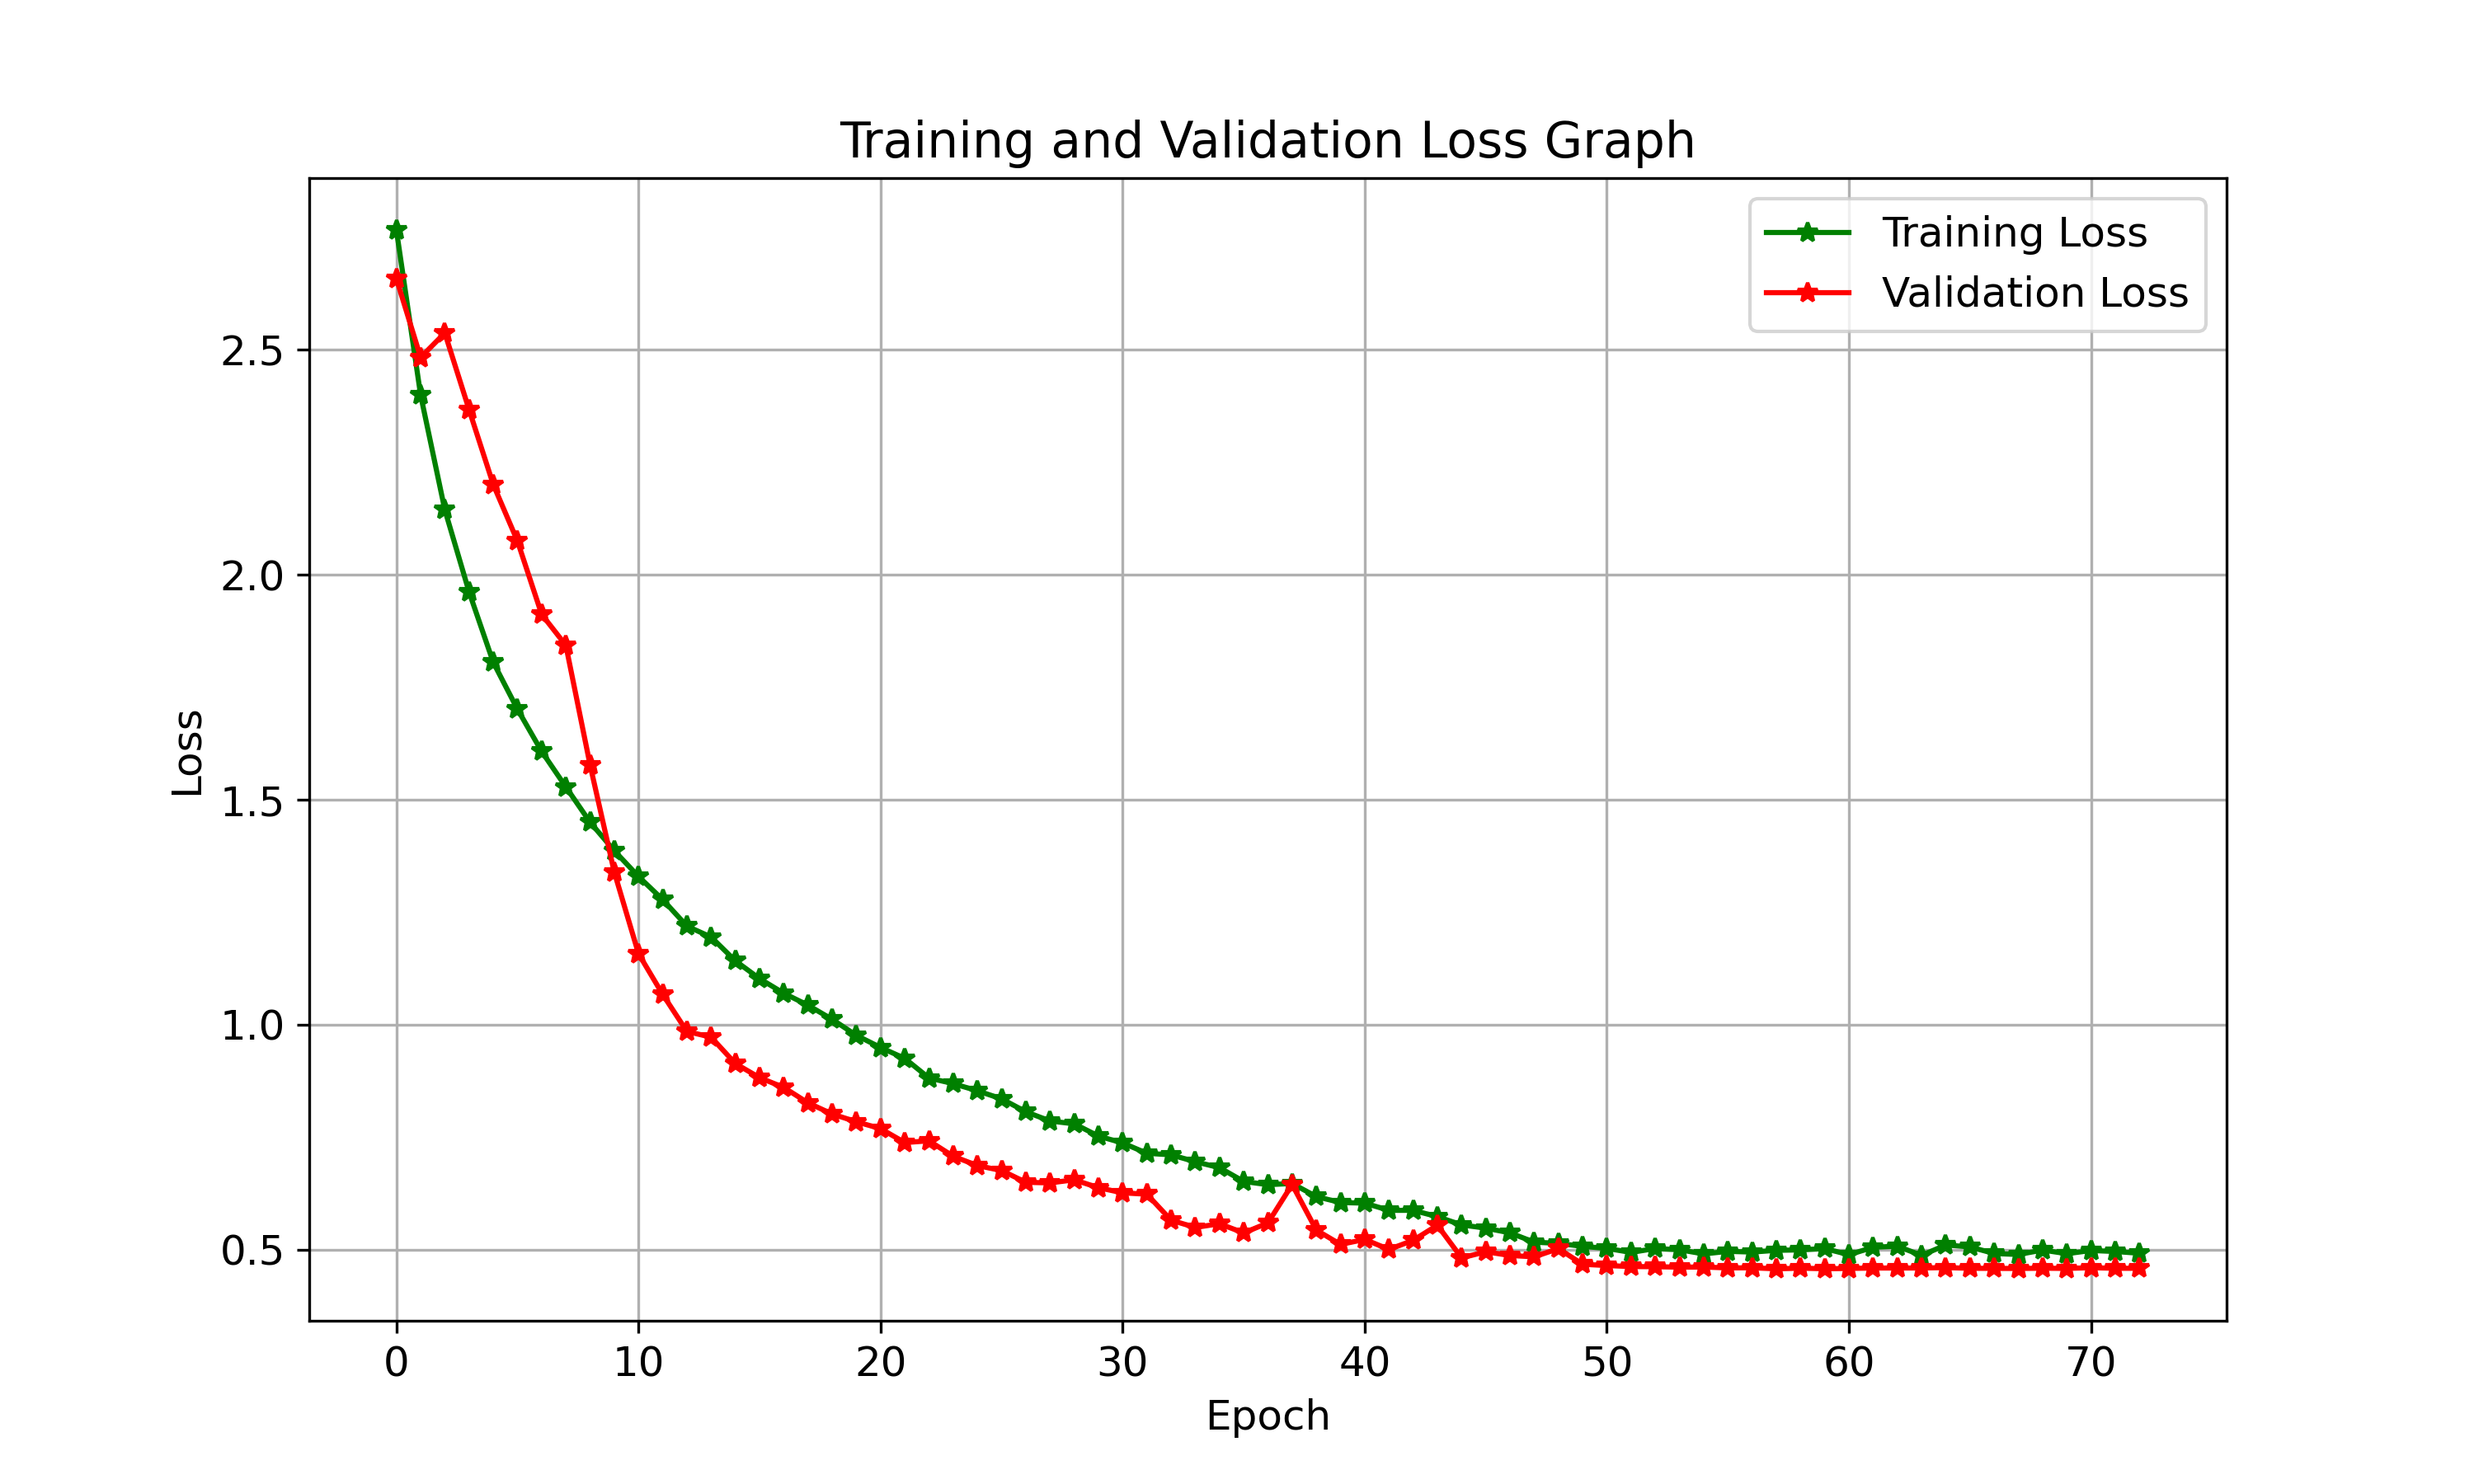 Training and Validation Loss Graph
Training Loss
Validation Loss
Loss
2.5
2.0
1.5
1.0
0.5
0 10 20 30 40 50 60 70
Epoch